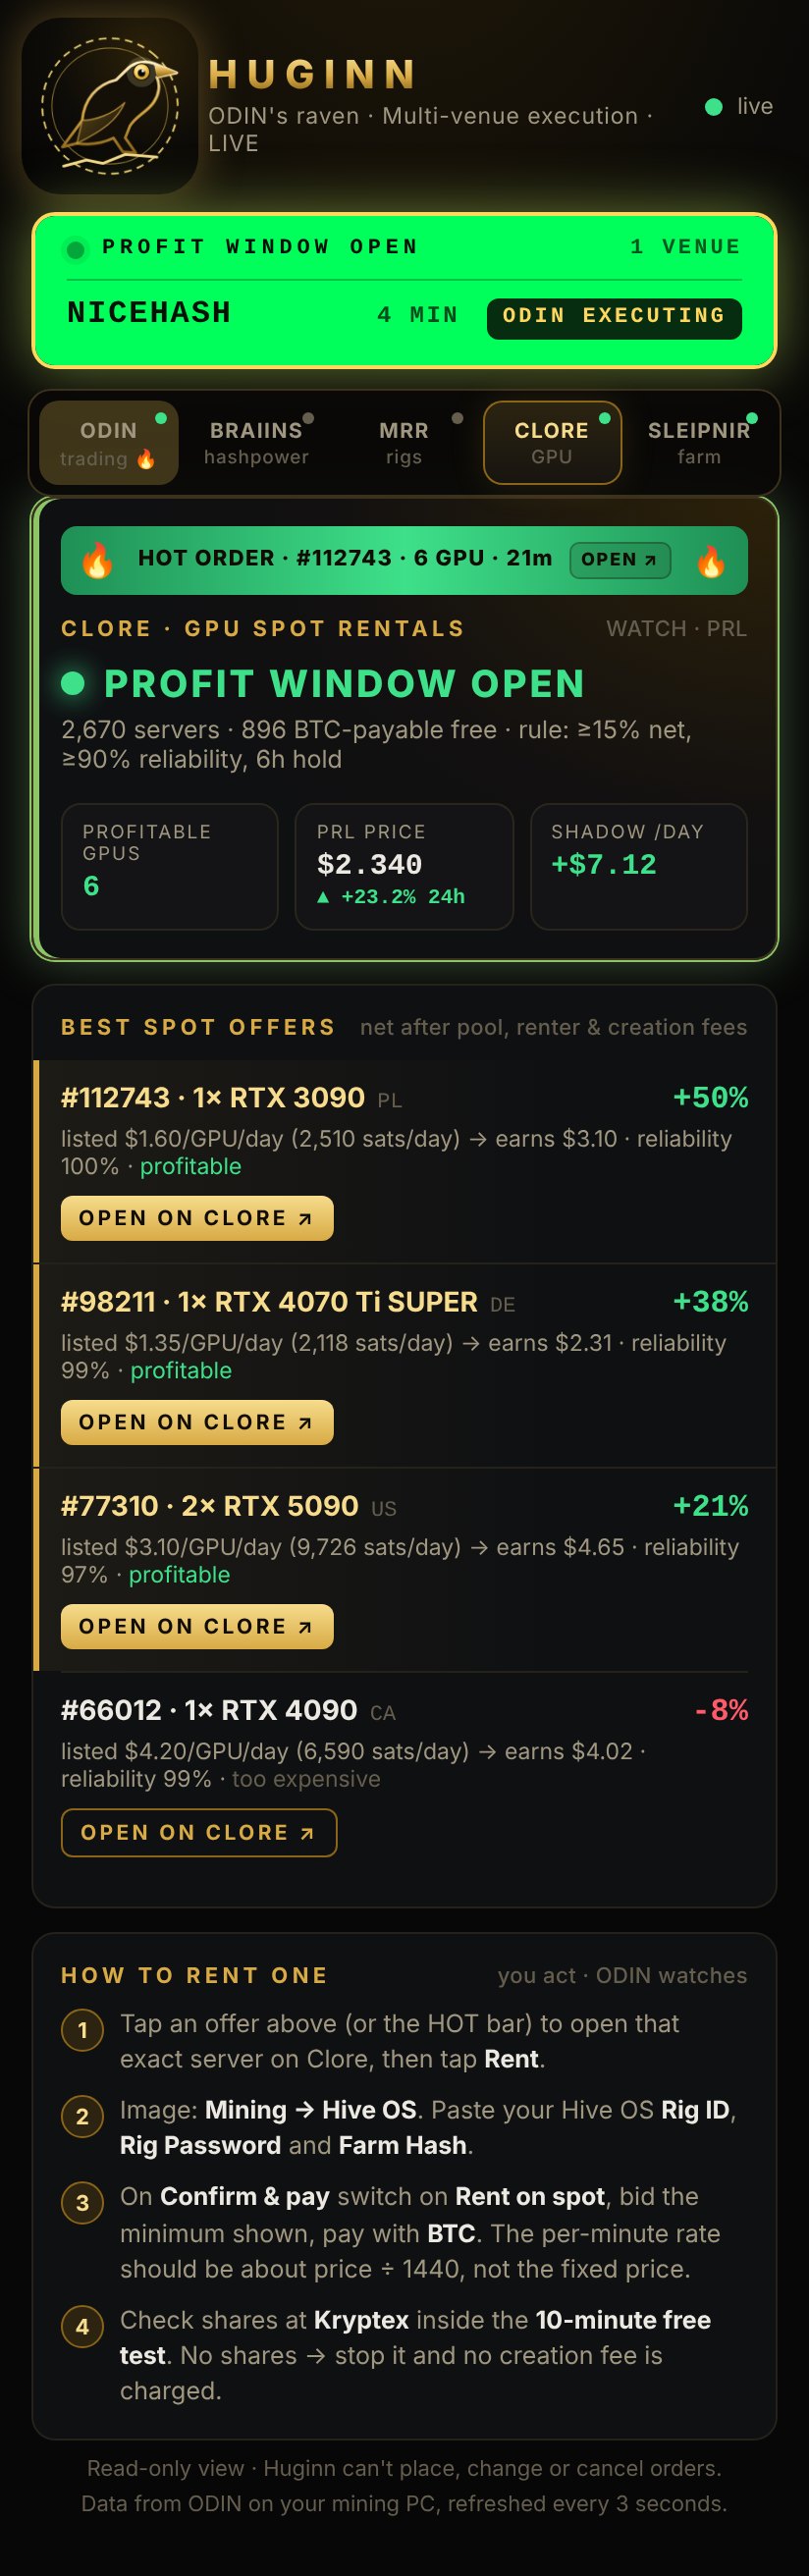 HUGINN
ODIN's raven · Multi-venue execution ·
LIVE
live
PROFIT WINDOW OPEN 1 VENUE
NICEHASH 4 MIN ODIN EXECUTING
ODIN BRAIINS MRR CLORE SLEIPNIR
trading 🔥 hashpower rigs GPU farm
🔥 HOT ORDER · #112743 · 6 GPU · 21m OPEN ↗ 🔥
CLORE · GPU SPOT RENTALS WATCH · PRL
PROFIT WINDOW OPEN
2,670 servers · 896 BTC-payable free · rule: ≥15% net,
≥90% reliability, 6h hold
PROFITABLE
GPUS
6
PRL PRICE
$2.340
▲ +23.2% 24h
SHADOW /DAY
+$7.12
BEST SPOT OFFERS net after pool, renter & creation fees
#112743 · 1× RTX 3090 PL +50%
listed $1.60/GPU/day (2,510 sats/day) → earns $3.10 · reliability
100% · profitable
OPEN ON CLORE ↗
#98211 · 1× RTX 4070 Ti SUPER DE +38%
listed $1.35/GPU/day (2,118 sats/day) → earns $2.31 · reliability
99% · profitable
OPEN ON CLORE ↗
#77310 · 2× RTX 5090 US +21%
listed $3.10/GPU/day (9,726 sats/day) → earns $4.65 · reliability
97% · profitable
OPEN ON CLORE ↗
#66012 · 1× RTX 4090 CA -8%
listed $4.20/GPU/day (6,590 sats/day) → earns $4.02 ·
reliability 99% · too expensive
OPEN ON CLORE ↗
HOW TO RENT ONE you act · ODIN watches
1 Tap an offer above (or the HOT bar) to open that
exact server on Clore, then tap Rent.
2 Image: Mining → Hive OS. Paste your Hive OS Rig ID,
Rig Password and Farm Hash.
3 On Confirm & pay switch on Rent on spot, bid the
minimum shown, pay with BTC. The per-minute rate
should be about price ÷ 1440, not the fixed price.
4 Check shares at Kryptex inside the 10-minute free
test. No shares → stop it and no creation fee is
charged.
Read-only view · Huginn can't place, change or cancel orders.
Data from ODIN on your mining PC, refreshed every 3 seconds.